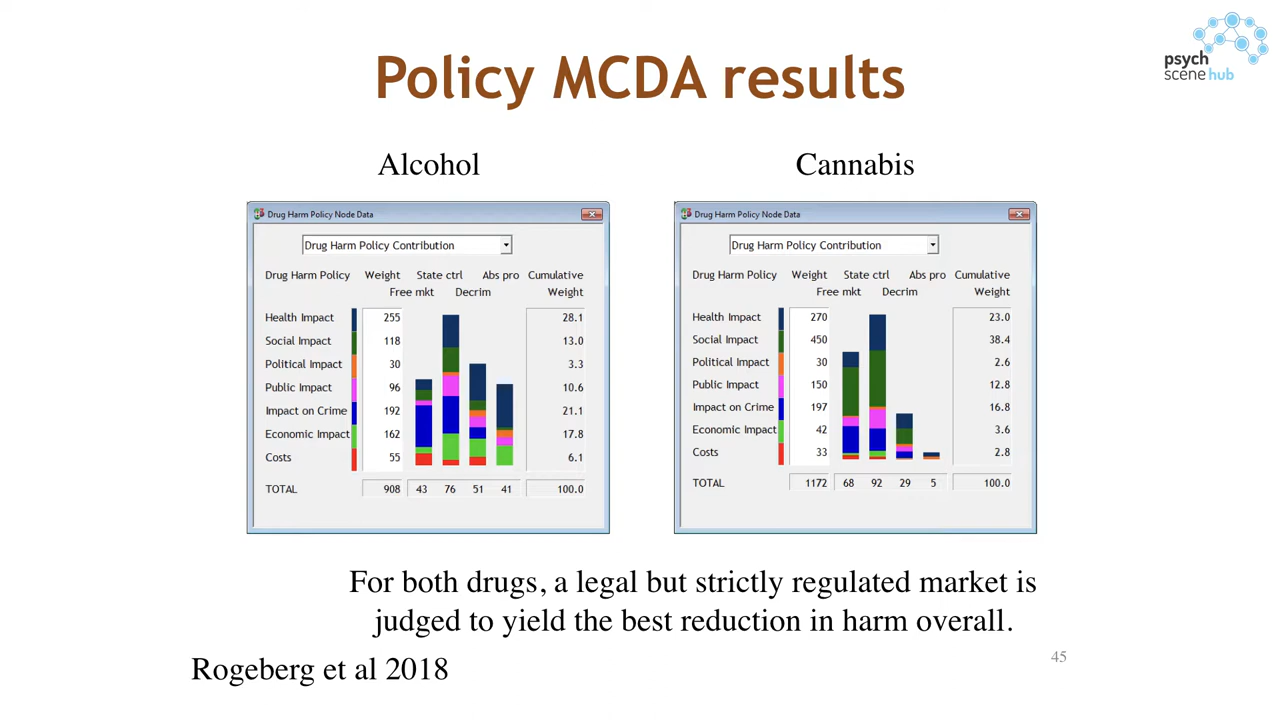 psych
scenehub
Policy MCDA results
Alcohol
Drug Harm Policy Node Data
Drug Harm Policy Contribution
Drug Harm Policy Weight State ctrl Abs pro Cumulative
Free mkt Decrim Weight
Health Impact 255 28.1
Social Impact 118 13.0
Political Impact 30 3.3
Public Impact 96 10.6
Impact on Crime 192 21.1
Economic Impact 162 17.8
Costs 55 6.1
TOTAL 908 43 76 51 41 100.0
Cannabis
Drug Harm Policy Node Data
Drug Harm Policy Contribution
Drug Harm Policy Weight State ctrl Abs pro Cumulative
Free mkt Decrim Weight
Health Impact 270 23.0
Social Impact 450 38.4
Political Impact 30 2.6
Public Impact 150 12.8
Impact on Crime 197 16.8
Economic Impact 42 3.6
Costs 33 2.8
TOTAL 1172 68 92 29 5 100.0
For both drugs, a legal but strictly regulated market is
judged to yield the best reduction in harm overall.
Rogeberg et al 2018
45